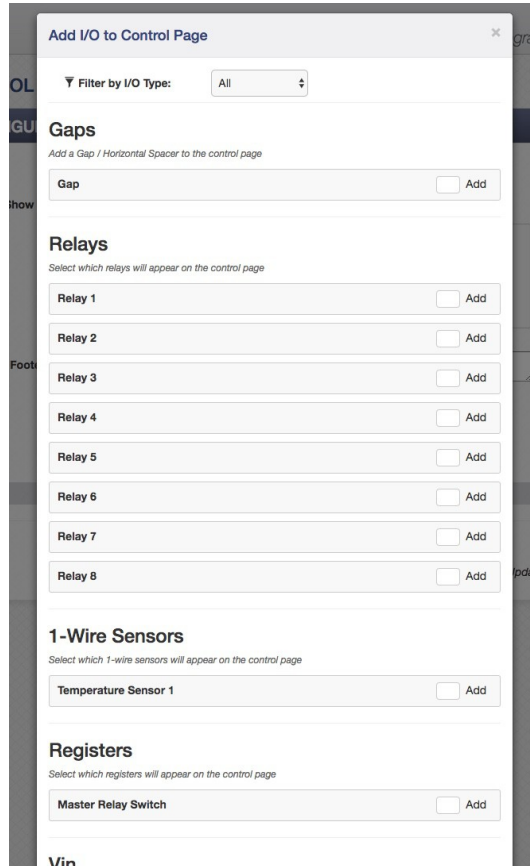 Add I/O to Control Page ×
Filter by I/O Type: All
Gaps
Add a Gap / Horizontal Spacer to the control page
Gap Add
Relays
Select which relays will appear on the control page
Relay 1 Add
Relay 2 Add
Relay 3 Add
Relay 4 Add
Relay 5 Add
Relay 6 Add
Relay 7 Add
Relay 8 Add
1-Wire Sensors
Select which 1-wire sensors will appear on the control page
Temperature Sensor 1 Add
Registers
Select which registers will appear on the control page
Master Relay Switch Add
Vin